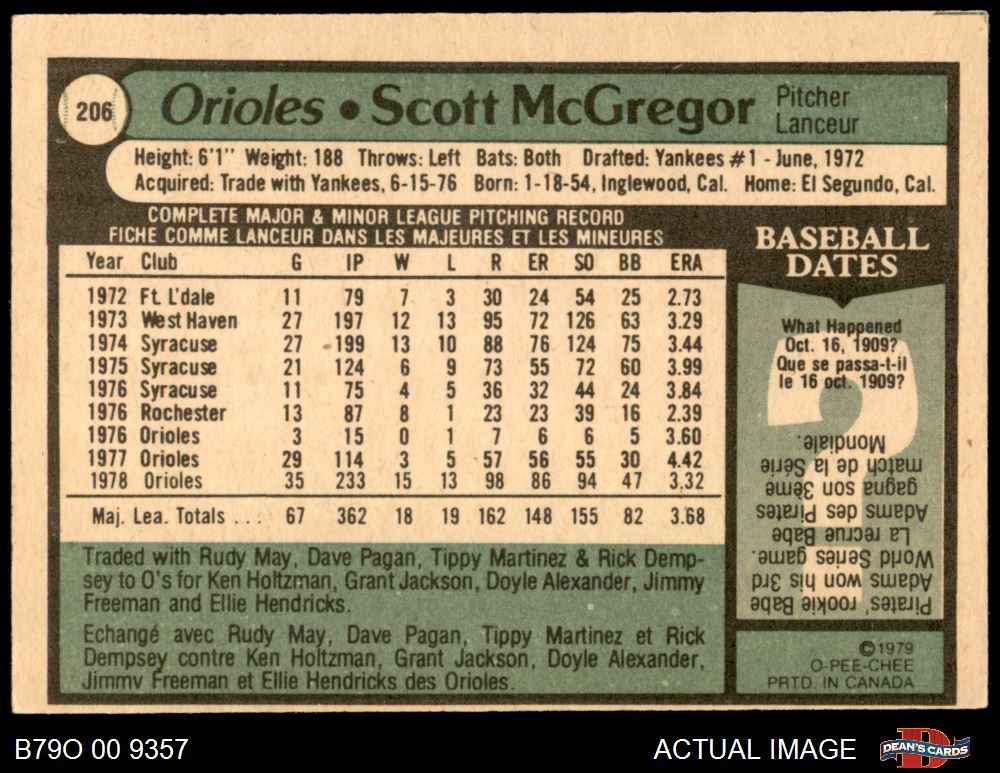 206
Orioles • Scott McGregor
Pitcher
Lanceur
Height: 6'1" Weight: 188 Throws: Left Bats: Both Drafted: Yankees #1 - June, 1972
Acquired: Trade with Yankees, 6-15-76 Born: 1-18-54, Inglewood, Cal. Home: El Segundo, Cal.
COMPLETE MAJOR & MINOR LEAGUE PITCHING RECORD
FICHE COMME LANCEUR DANS LES MAJEURES ET LES MINEURES
Year Club G IP W L R ER SO BB ERA
1972 Ft. L'dale 11 79 7 3 30 24 54 25 2.73
1973 West Haven 27 197 12 13 95 72 126 63 3.29
1974 Syracuse 27 199 13 10 88 76 124 75 3.44
1975 Syracuse 21 124 6 9 73 55 72 60 3.99
1976 Syracuse 11 75 4 5 36 32 44 24 3.84
1976 Rochester 13 87 8 1 23 23 39 16 2.39
1976 Orioles 3 15 0 1 7 6 6 5 3.60
1977 Orioles 29 114 3 5 57 56 55 30 4.42
1978 Orioles 35 233 15 13 98 86 94 47 3.32
Maj. Lea. Totals ... 67 362 18 19 162 148 155 82 3.68
Traded with Rudy May, Dave Pagan, Tippy Martinez & Rick Demp-
sey to O's for Ken Holtzman, Grant Jackson, Doyle Alexander, Jimmy
Freeman and Ellie Hendricks.
Echangé avec Rudy May, Dave Pagan, Tippy Martinez et Rick
Dempsey contre Ken Holtzman, Grant Jackson, Doyle Alexander,
Jimmy Freeman et Ellie Hendricks des Orioles.
BASEBALL
DATES
What Happened
Oct. 16, 1909?
Que se passa-t-il
le 16 oct. 1909?
Pirates' rookie Babe
Adams won his 3rd
World Series game.
La recrue Babe
Adams des Pirates
gagna son 3ème
match de la Série
Mondiale.
©1979
O-PEE-CHEE
PRTD. IN CANADA
B79O 00 9357
ACTUAL IMAGE
DEAN'S CARDS